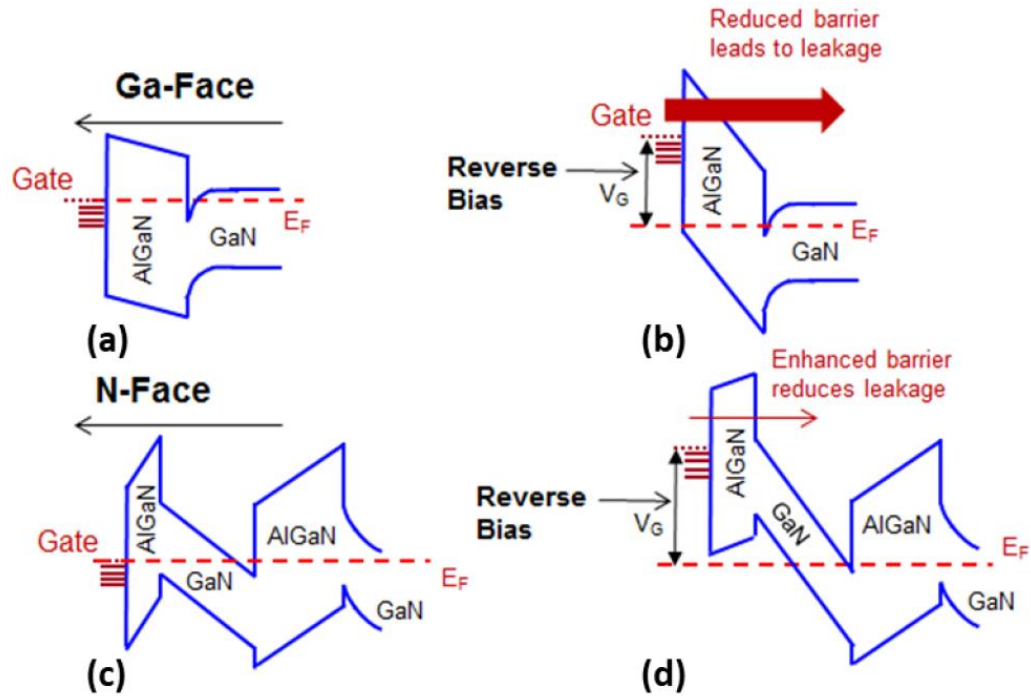 Ga-Face
Gate
AlGaN
GaN
E_F
(a)
Reduced barrier
leads to leakage
Gate
Reverse
Bias
V_G
AlGaN
E_F
GaN
(b)
N-Face
Gate
AlGaN
GaN
AlGaN
E_F
GaN
(c)
Enhanced barrier
reduces leakage
Reverse
Bias
V_G
AlGaN
GaN
AlGaN
E_F
GaN
(d)